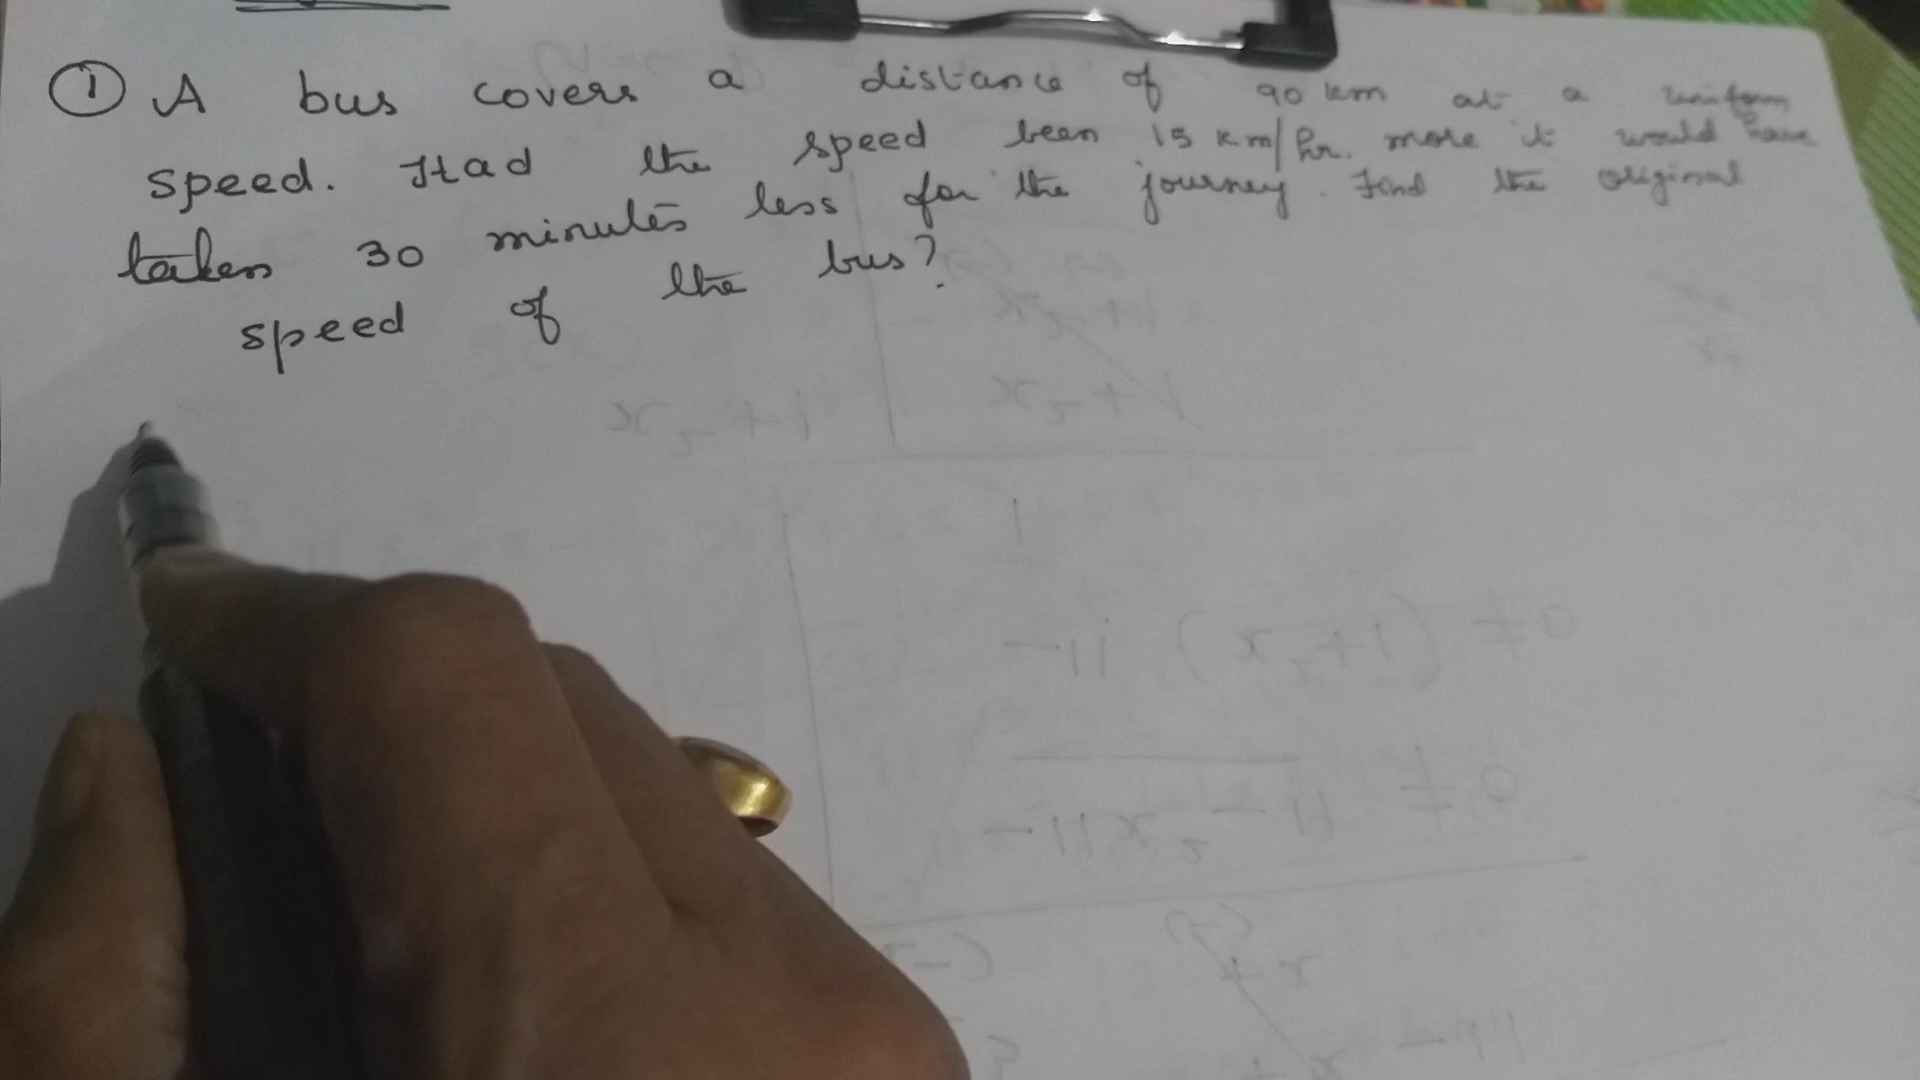 ① A bus covers a distance of 90 km at a uniform
speed. Had the speed been 15 km/hr. more it would have
taken 30 minutes less for the journey. Find the original
speed of the bus?